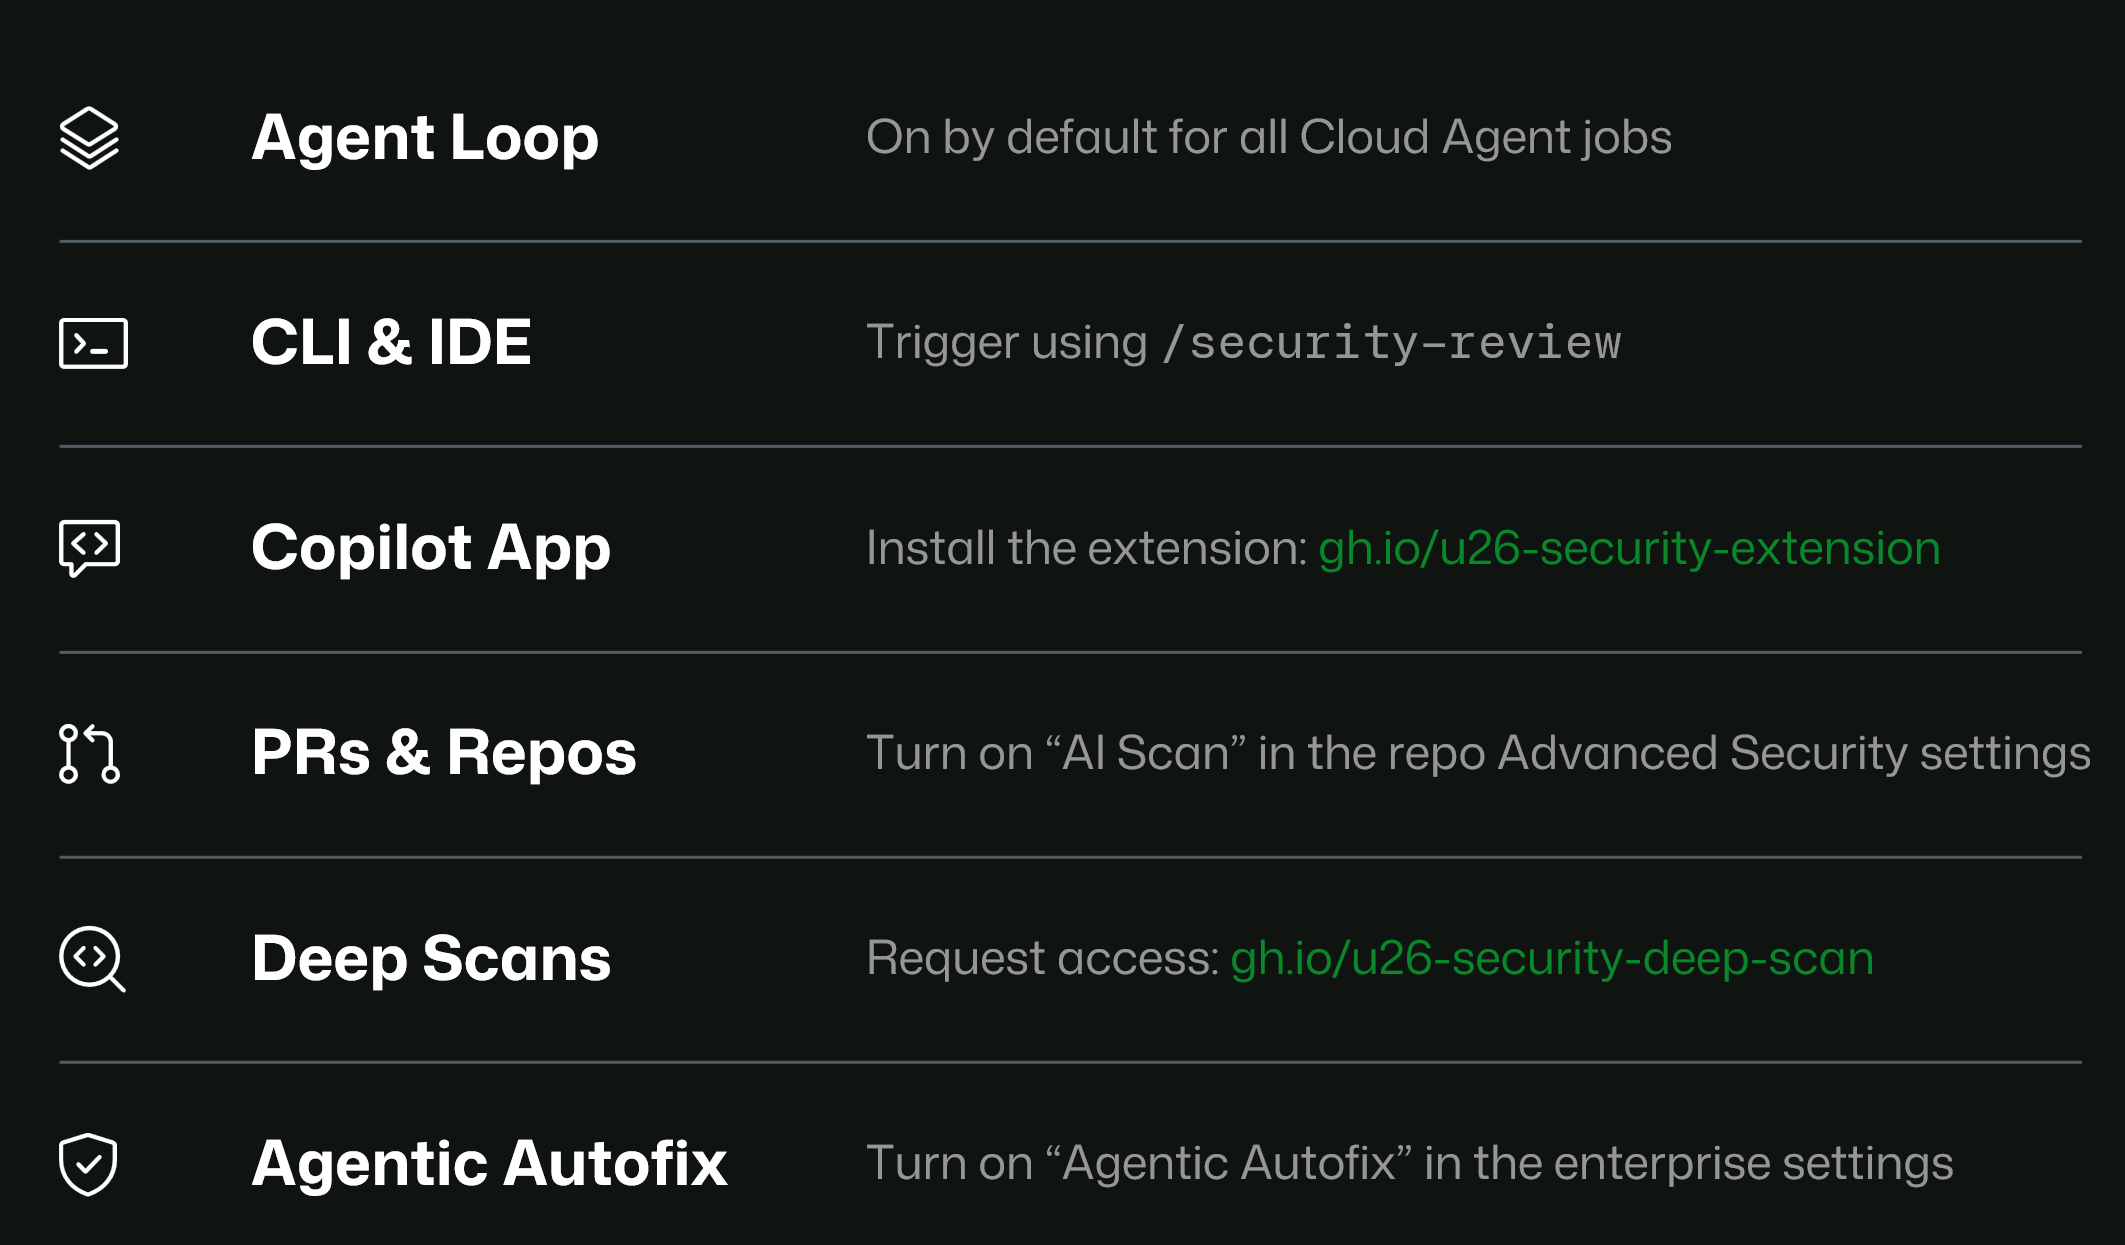 Agent Loop On by default for all Cloud Agent jobs
CLI & IDE Trigger using /security-review
Copilot App Install the extension: gh.io/u26-security-extension
PRs & Repos Turn on “AI Scan” in the repo Advanced Security settings
Deep Scans Request access: gh.io/u26-security-deep-scan
Agentic Autofix Turn on “Agentic Autofix” in the enterprise settings